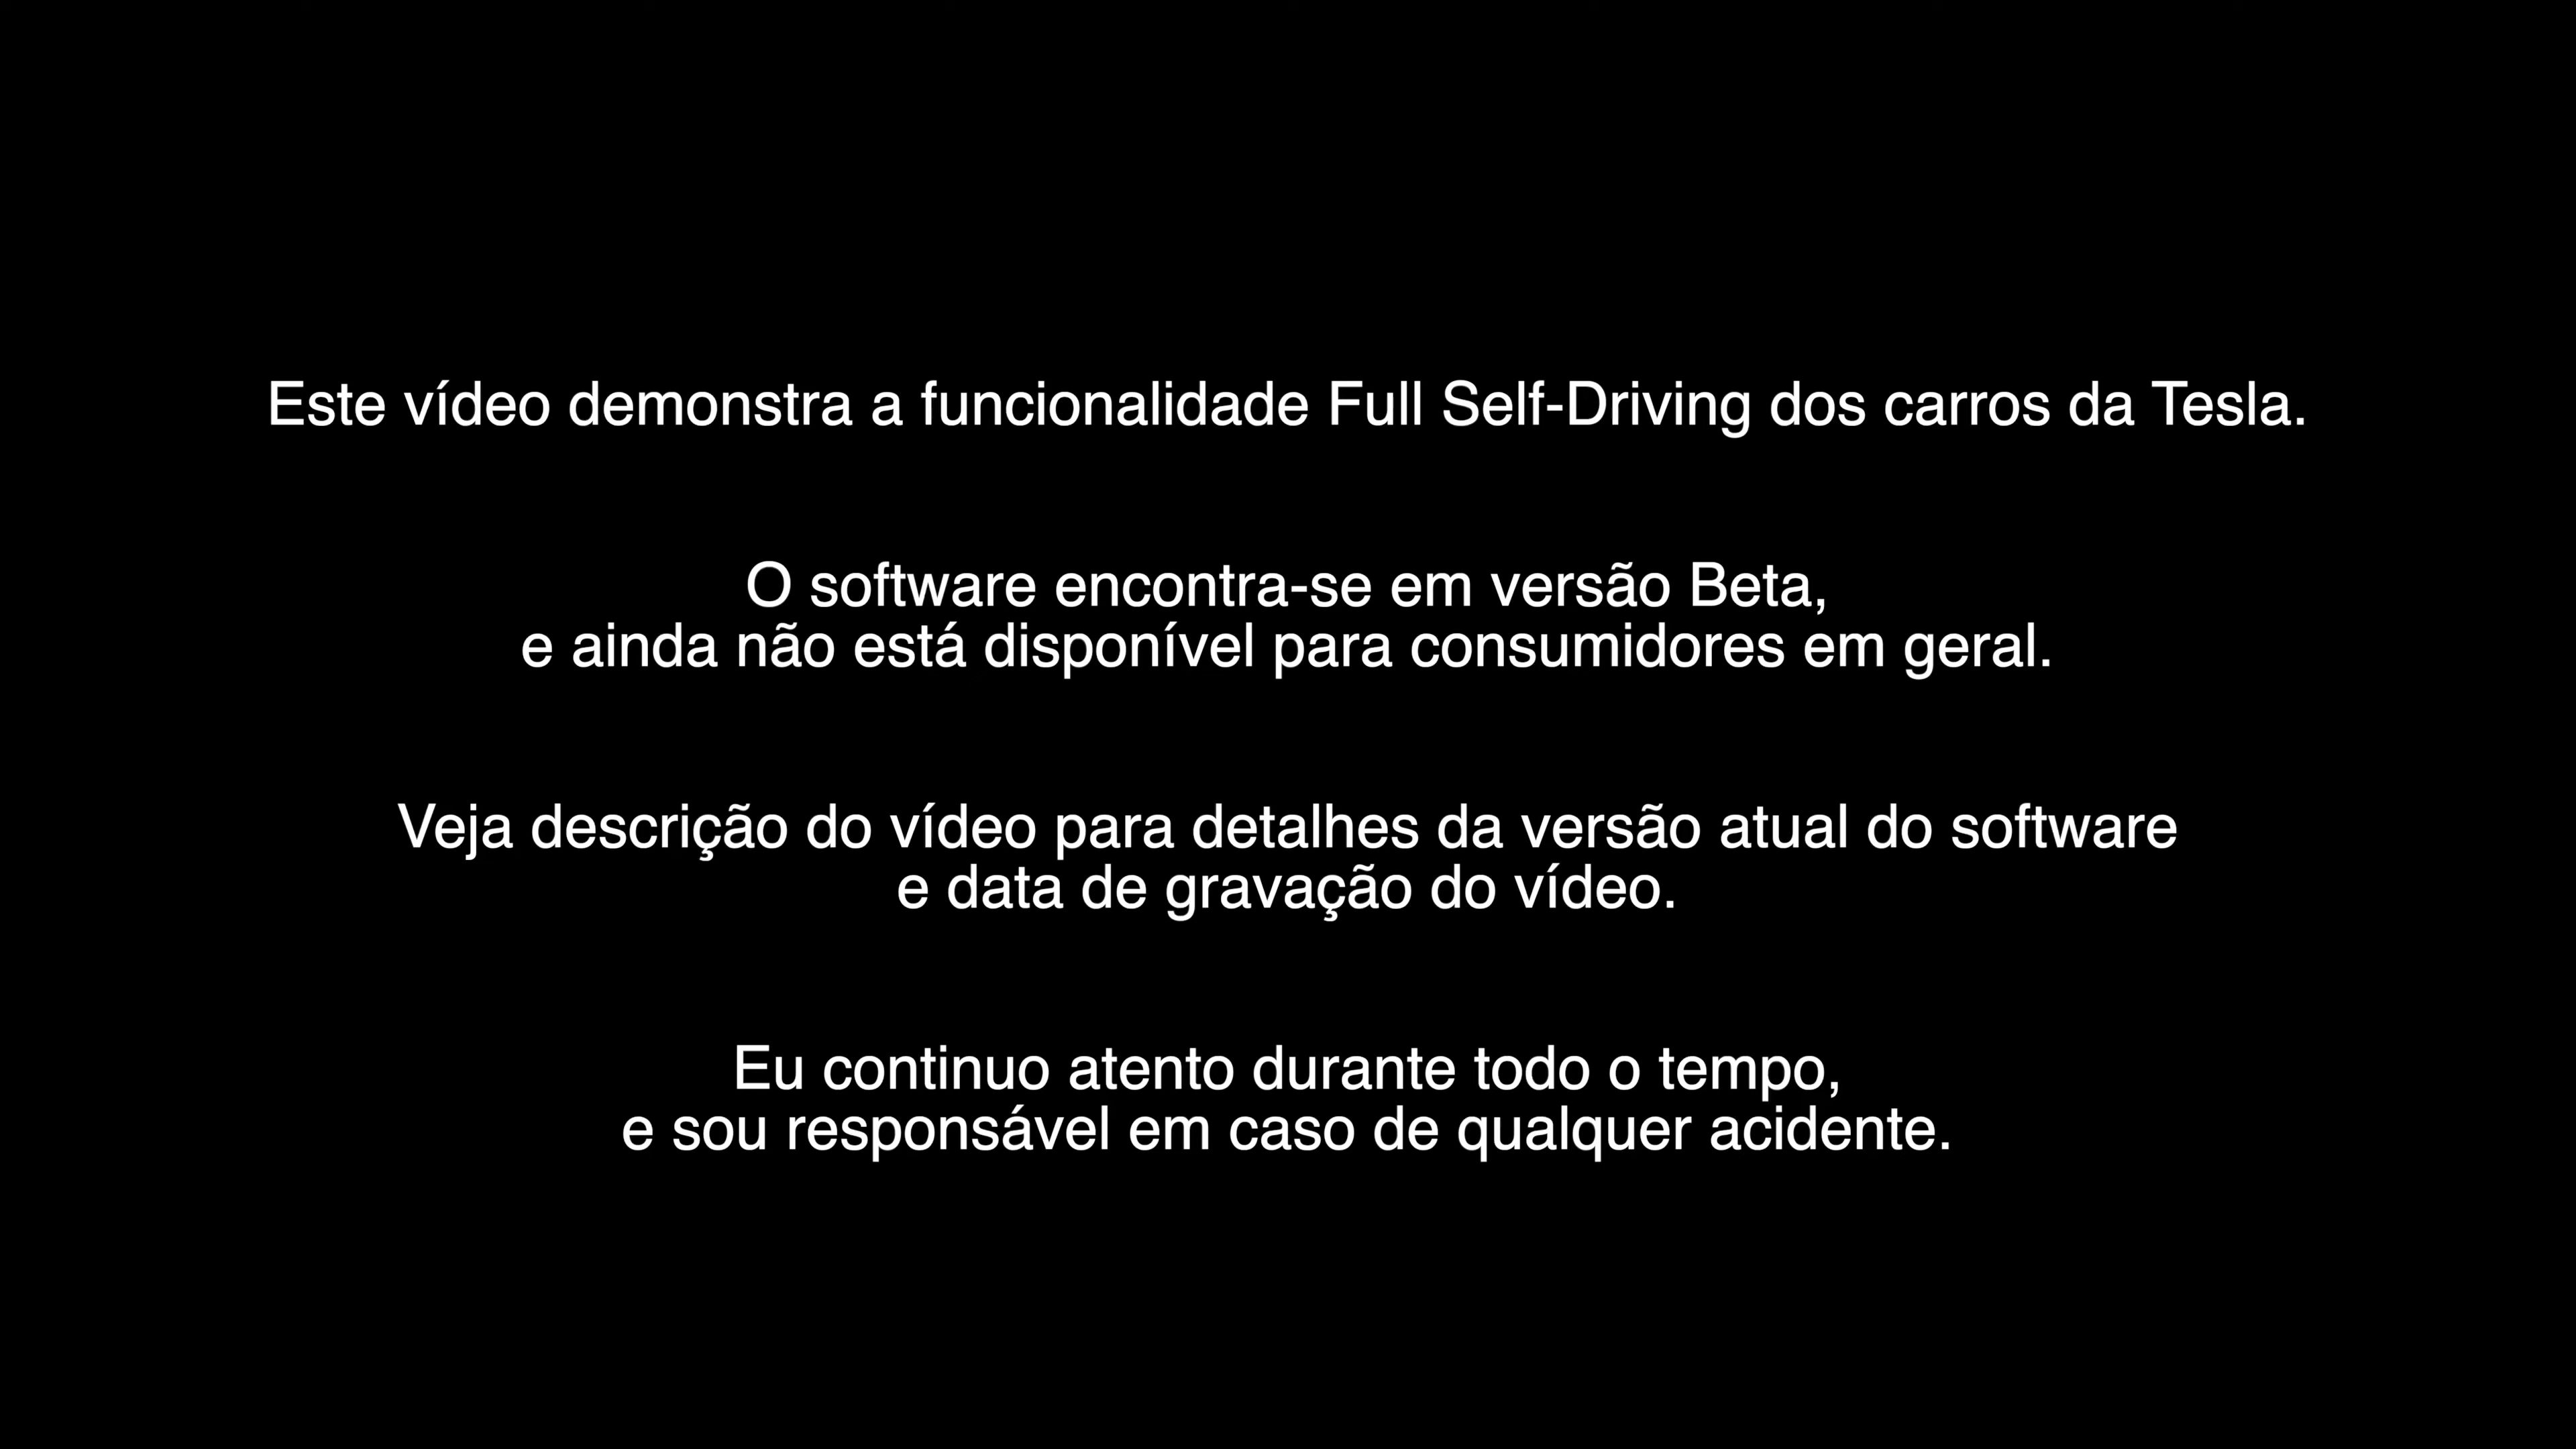 Este vídeo demonstra a funcionalidade Full Self-Driving dos carros da Tesla.
O software encontra-se em versão Beta,
e ainda não está disponível para consumidores em geral.
Veja descrição do vídeo para detalhes da versão atual do software
e data de gravação do vídeo.
Eu continuo atento durante todo o tempo,
e sou responsável em caso de qualquer acidente.